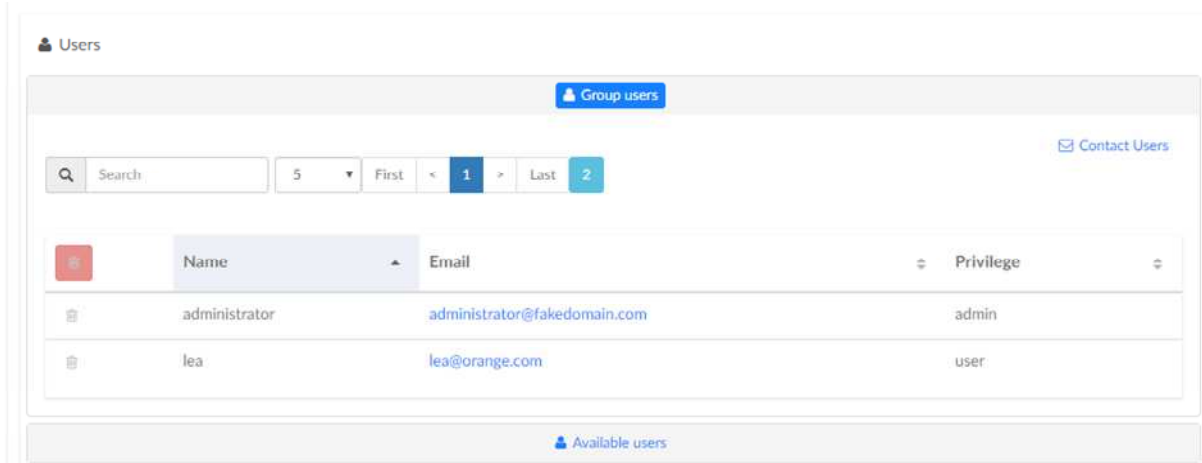 Users
Group users
Contact Users
Search 5 First < 1 > Last 2
Name Email Privilege
administrator administrator@fakedomain.com admin
lea lea@orange.com user
Available users